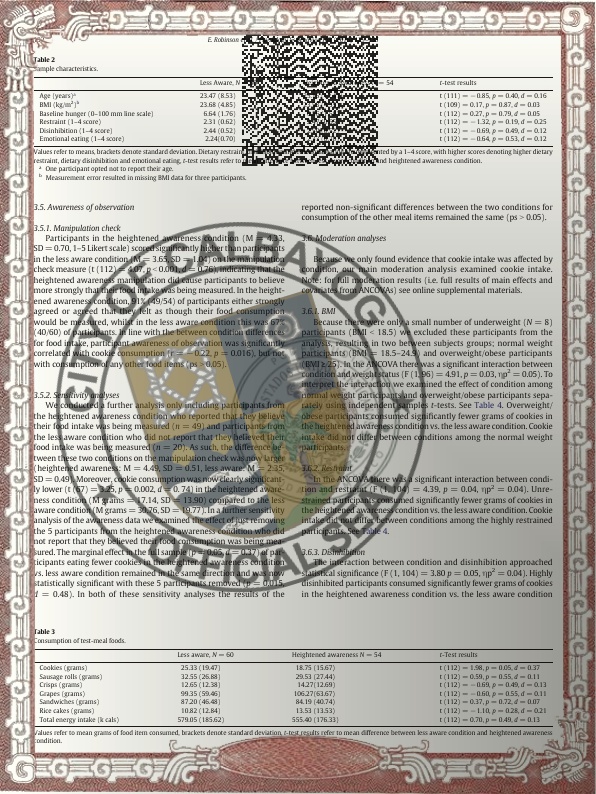 E. Robinson
Table 2
Sample characteristics.
Less Aware, N = 54 t-test results
Age (years)a 23.47 (8.53) t (111) = −0.85, p = 0.40, d = 0.16
BMI (kg/m2)b 23.68 (4.85) t (109) = 0.17, p = 0.87, d = 0.03
Baseline hunger (0–100 mm line scale) 6.64 (1.76) t (112) = 0.27, p = 0.79, d = 0.05
Restraint (1–4 score) 2.31 (0.62) t (112) = −1.32, p = 0.19, d = 0.25
Disinhibition (1–4 score) 2.44 (0.52) t (112) = −0.69, p = 0.49, d = 0.12
Emotional eating (1–4 score) 2.24(0.70) t (112) = −0.64, p = 0.53, d = 0.12
Values refer to means, brackets denote standard deviation. Dietary by a 1–4 score, with higher scores denoting higher dietary
restraint, dietary disinhibition and emotional eating, t-test results refer to and heightened awareness condition.
a One participant opted not to report their age.
b Measurement error resulted in missing BMI data for three participants.
3.5. Awareness of observation
3.5.1. Manipulation check
Participants in the heightened awareness condition (M = 4.33,
SD = 0.70, 1–5 Likert scale) scored significantly higher than participants
in the less aware condition (M = 3.65, SD = 1.04) on the manipulation
check measure (t (112) = 4.07, p < 0.001, d = 0.76), indicating that the
heightened awareness manipulation did cause participants to believe
more strongly that their food intake was being measured. In the height-
ened awareness condition, 91% (49/54) of participants either strongly
agreed or agreed that they felt as though their food consumption
would be measured, whilst in the less aware condition this was 67%
(40/60) of participants. In line with the between condition difference
for food intake, participant awareness of observation was significantly
correlated with cookie consumption (r = −0.22, p = 0.016), but not
with consumption of any other food items (ps > 0.05).
3.5.2. Sensitivity analyses
We conducted a further analysis only including participants from
the heightened awareness condition who reported that they believed
their food intake was being measured (n = 49) and participants from
the less aware condition who did not report that they believed their
food intake was being measured (n = 20). As such, the difference be-
tween these two conditions on the manipulation check was very large
(heightened awareness: M = 4.49, SD = 0.51, less aware: M = 2.35,
SD = 0.49). Moreover, cookie consumption was now clearly significant-
ly lower (t (67) = 3.25, p = 0.002, d = 0.74) in the heightened aware-
ness condition (M grams = 17.14, SD = 13.90) compared to the less
aware condition (M grams = 30.76, SD = 19.77). In a further sensitivity
analysis of the awareness data we examined the effect of just removing
the 5 participants from the heightened awareness condition who did
not report that they believed their food consumption was being mea-
sured. The marginal effect in the full sample (p = 0.05, d = 0.37) of par-
ticipants eating fewer cookies in the heightened awareness condition
vs. less aware condition remained in the same direction and was now
statistically significant with these 5 participants removed (p = 0.015,
d = 0.48). In both of these sensitivity analyses the results of the
reported non-significant differences between the two conditions for
consumption of the other meal items remained the same (ps > 0.05).
3.6. Moderation analyses
Because we only found evidence that cookie intake was affected by
condition, our main moderation analysis examined cookie intake.
Note: for full moderation results (i.e. full results of main effects and
covariates from ANCOVAs) see online supplemental materials.
3.6.1. BMI
Because there were only a small number of underweight (N = 8)
participants (BMI < 18.5) we excluded these participants from the
analysis, resulting in two between subjects groups; normal weight
participants (BMI = 18.5–24.9) and overweight/obese participants
(BMI ≥ 25). In the ANCOVA there was a significant interaction between
condition and weight status (F (1, 96) = 4.91, p = 0.03, ηp2 = 0.05). To
interpret the interaction we examined the effect of condition among
normal weight participants and overweight/obese participants sepa-
rately using independent samples t-tests. See Table 4. Overweight/
obese participants consumed significantly fewer grams of cookies in
the heightened awareness condition vs. the less aware condition. Cookie
intake did not differ between conditions among the normal weight
participants.
3.6.2. Restraint
In the ANCOVA there was a significant interaction between condi-
tion and restraint (F (1, 104) = 4.39, p = 0.04, ηp2 = 0.04). Unre-
strained participants consumed significantly fewer grams of cookies in
the heightened awareness condition vs. the less aware condition. Cookie
intake did not differ between conditions among the highly restrained
participants. See Table 4.
3.6.3. Disinhibition
The interaction between condition and disinhibition approached
statistical significance (F (1, 104) = 3.80 p = 0.05, ηp2 = 0.04). Highly
disinhibited participants consumed significantly fewer grams of cookies
in the heightened awareness condition vs. the less aware condition
Table 3
Consumption of test-meal foods.
Less aware, N = 60 Heightened awareness N = 54 t-Test results
Cookies (grams) 25.33 (19.47) 18.75 (15.67) t (112) = 1.98, p = 0.05, d = 0.37
Sausage rolls (grams) 32.55 (26.88) 29.53 (27.44) t (112) = 0.59, p = 0.55, d = 0.11
Crisps (grams) 12.65 (12.38) 14.27(12.69) t (112) = −0.69, p = 0.49, d = 0.13
Grapes (grams) 99.35 (59.46) 106.27(63.67) t (112) = −0.60, p = 0.55, d = 0.11
Sandwiches (grams) 87.20 (46.48) 84.19 (40.74) t (112) = 0.37, p = 0.72, d = 0.07
Rice cakes (grams) 10.82 (12.84) 13.53 (13.53) t (112) = −1.10, p = 0.28, d = 0.21
Total energy intake (k cals) 579.05 (185.62) 555.40 (176.33) t (112) = 0.70, p = 0.49, d = 0.13
Values refer to mean grams of food item consumed, brackets denote standard deviation, t-test results refer to mean difference between less aware condition and heightened awareness
condition.
CITY OF CALBAYOG
OFFICIAL SEAL